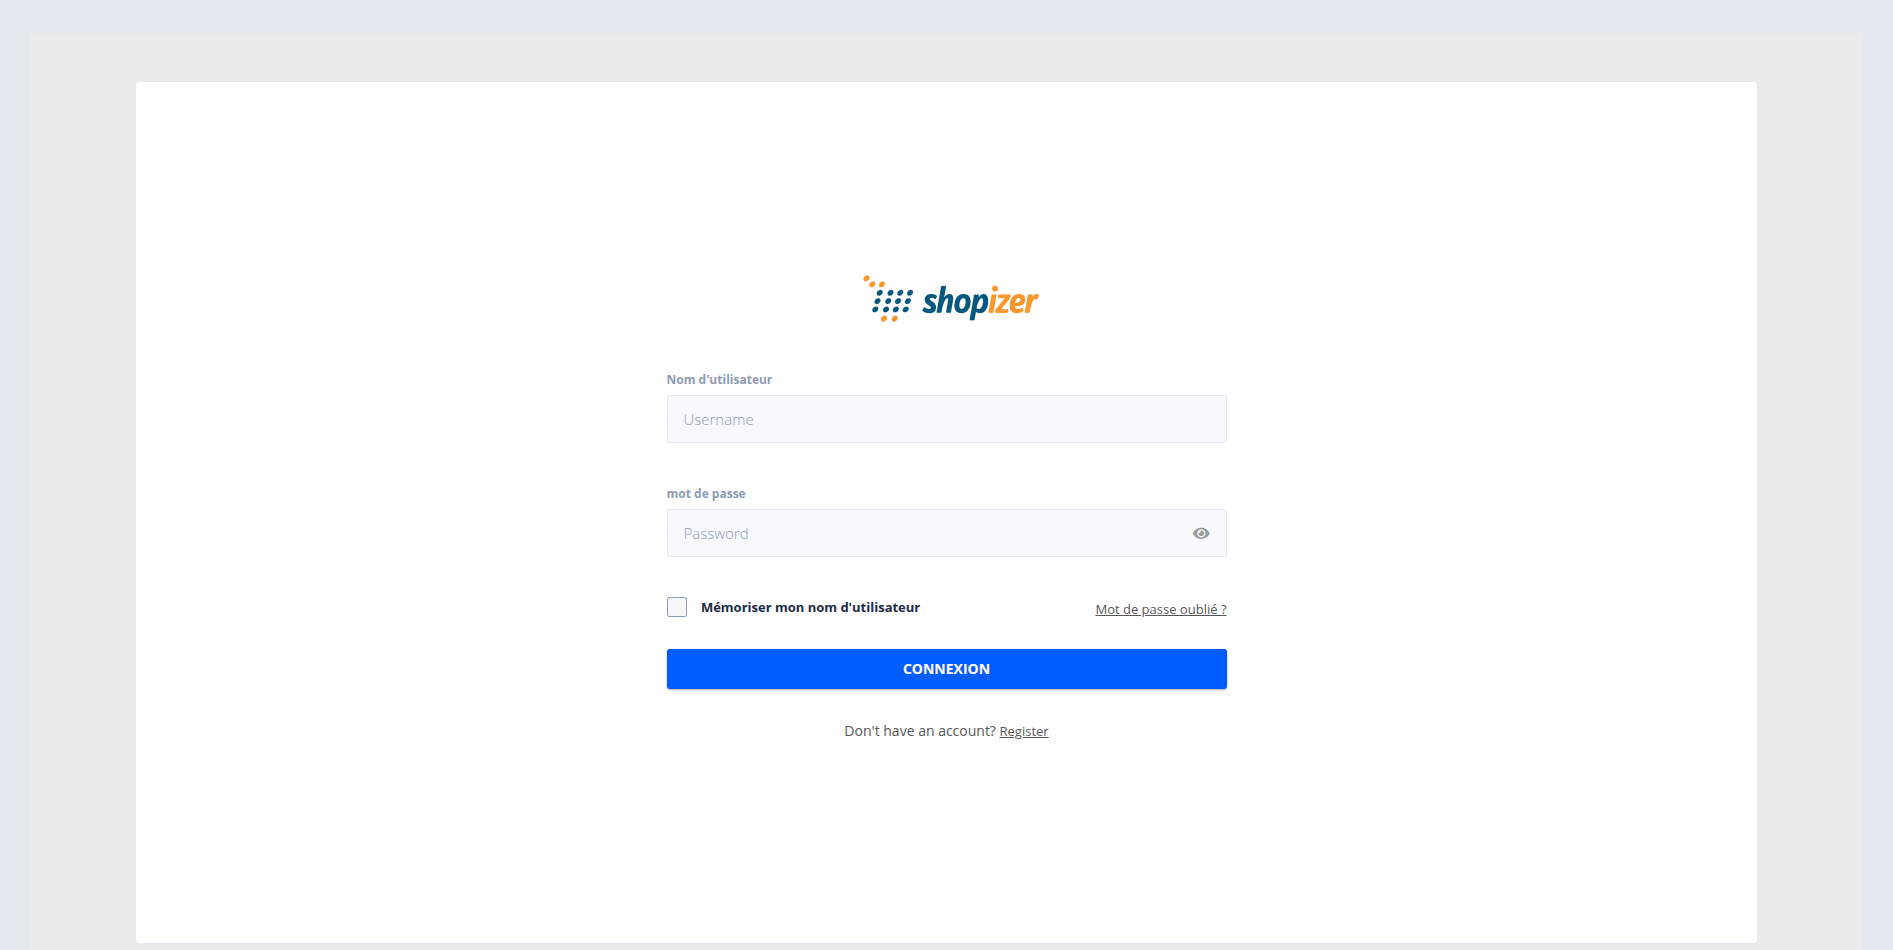 shopizer
Nom d'utilisateur
Username
mot de passe
Password
Mémoriser mon nom d'utilisateur
Mot de passe oublié ?
CONNEXION
Don't have an account? Register